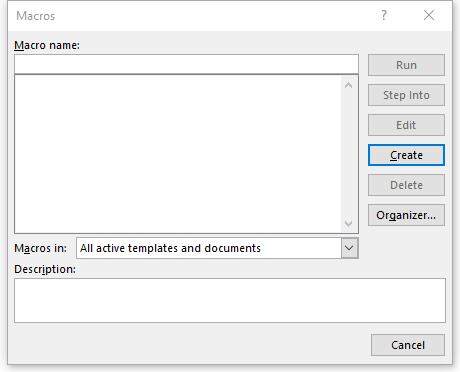 Macros
Macro name:
Run
Step Into
Edit
Create
Delete
Organizer...
Macros in:
All active templates and documents
Description:
Cancel